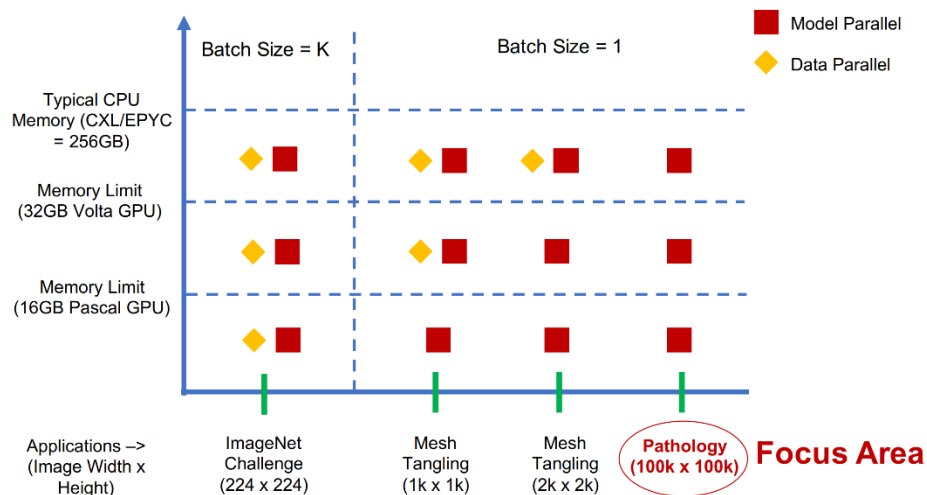 Batch Size = K
Batch Size = 1
Model Parallel
Data Parallel
Typical CPU
Memory (CXL/EPYC
= 256GB)
Memory Limit
(32GB Volta GPU)
Memory Limit
(16GB Pascal GPU)
Applications –>
(Image Width x
Height)
ImageNet
Challenge
(224 x 224)
Mesh
Tangling
(1k x 1k)
Mesh
Tangling
(2k x 2k)
Pathology
(100k x 100k)
Focus Area